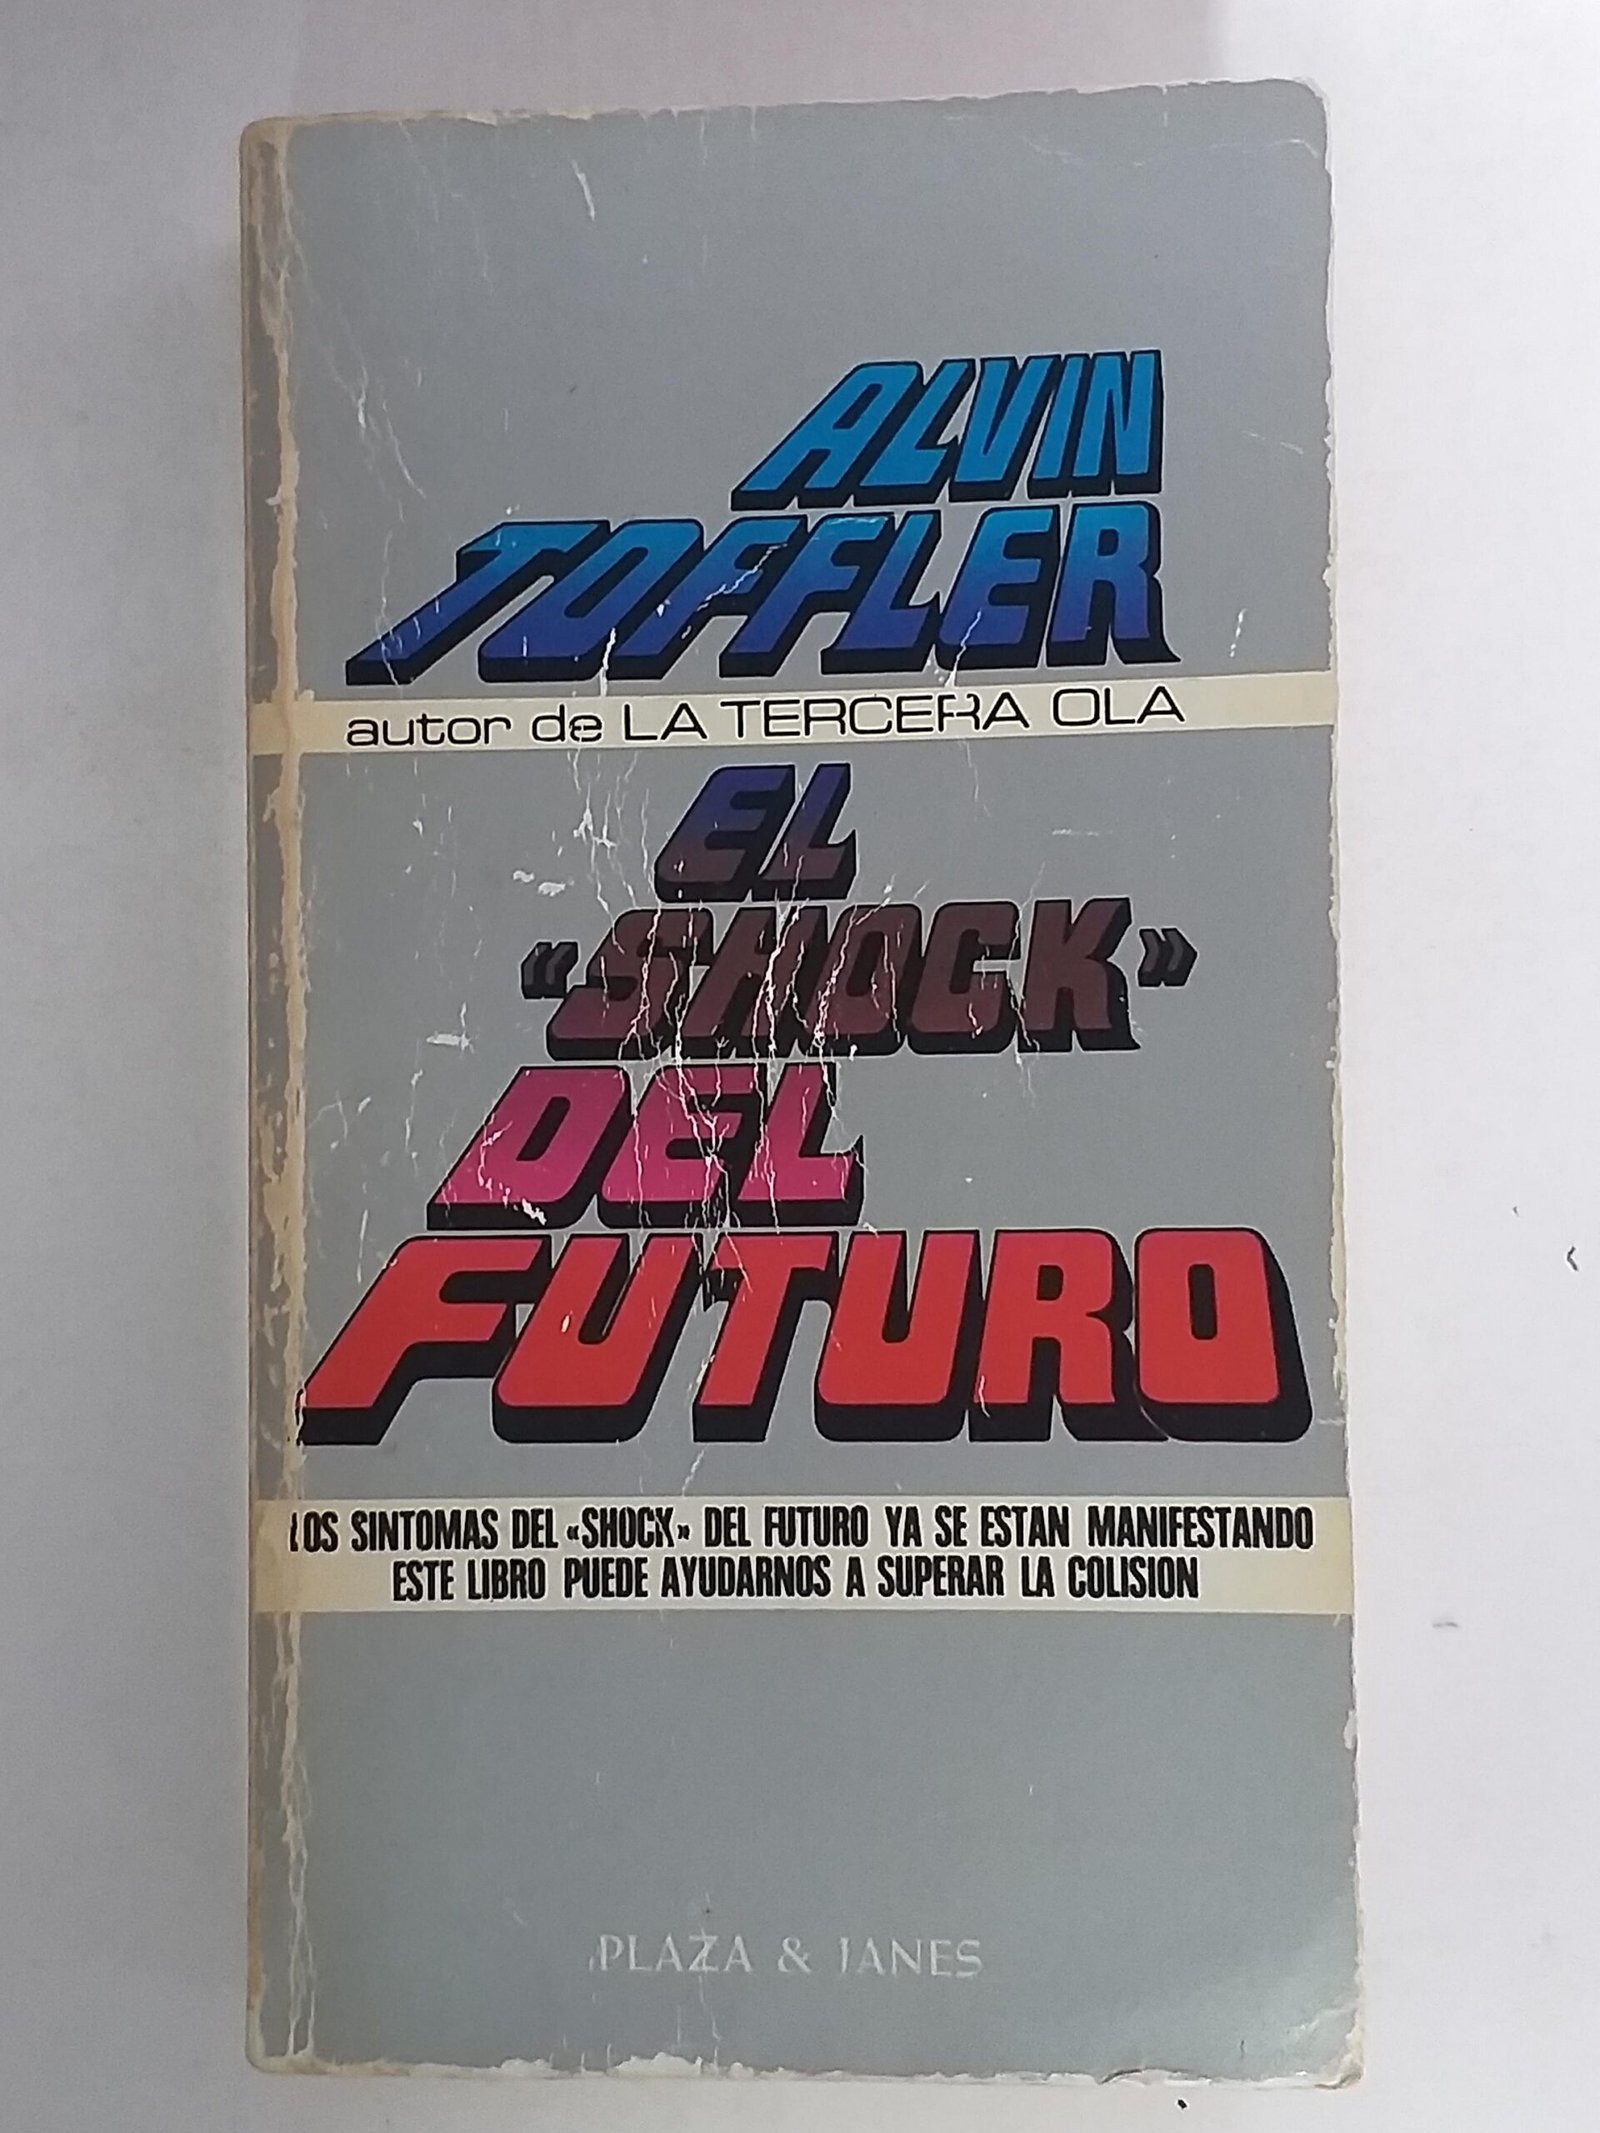 ALVIN
TOFFLER
autor de LA TERCERA OLA
EL
«SHOCK»
DEL
FUTURO
LOS SINTOMAS DEL «SHOCK» DEL FUTURO YA SE ESTAN MANIFESTANDO
ESTE LIBRO PUEDE AYUDARNOS A SUPERAR LA COLISION
PLAZA & JANES